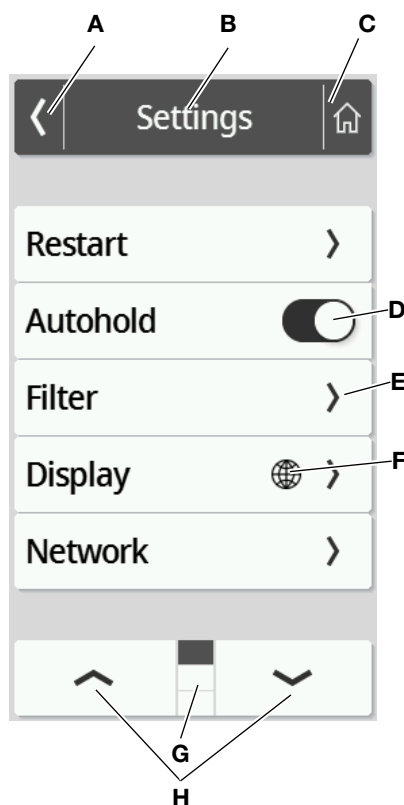 A B C
Settings
Restart
Autohold
D
Filter
E
Display
F
Network
G
H